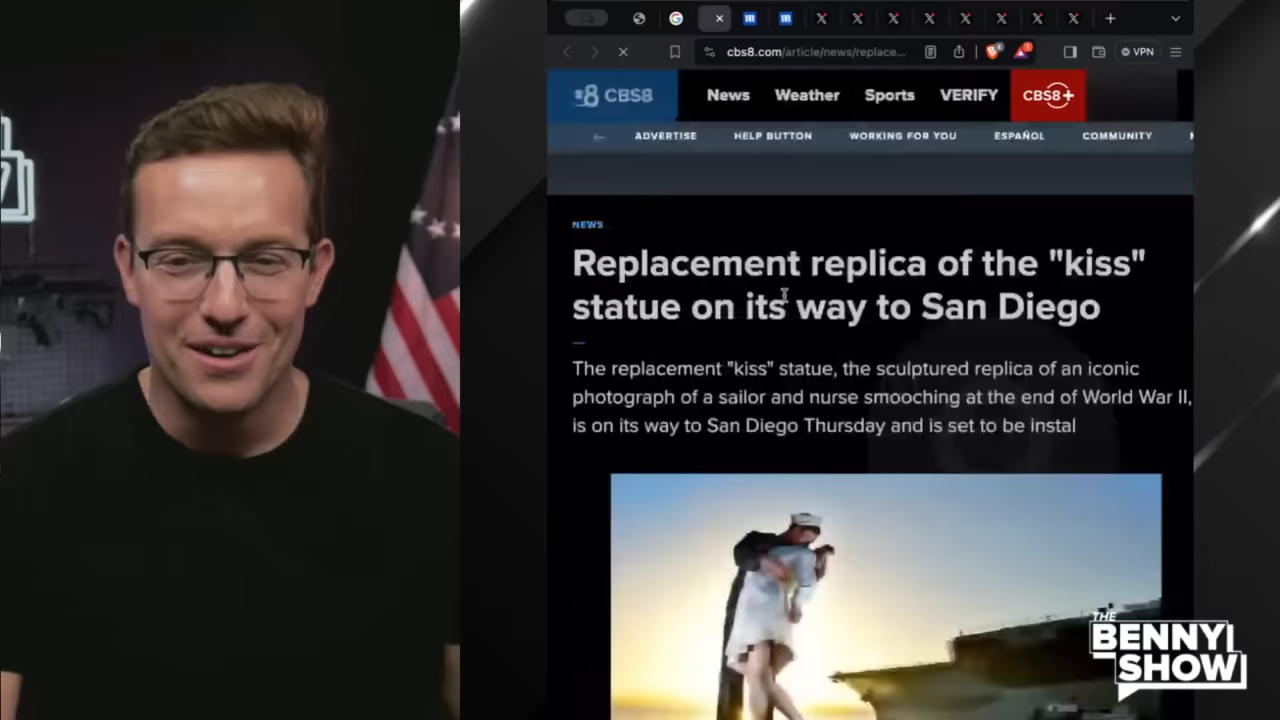 cbs8.com/article/news/replace...
VPN
8 CBS8
News
Weather
Sports
VERIFY
CBS8+
ADVERTISE
HELP BUTTON
WORKING FOR YOU
ESPAÑOL
COMMUNITY
NEWS
Replacement replica of the "kiss"
statue on its way to San Diego
The replacement "kiss" statue, the sculptured replica of an iconic
photograph of a sailor and nurse smooching at the end of World War II,
is on its way to San Diego Thursday and is set to be instal
THE
BENNY
SHOW